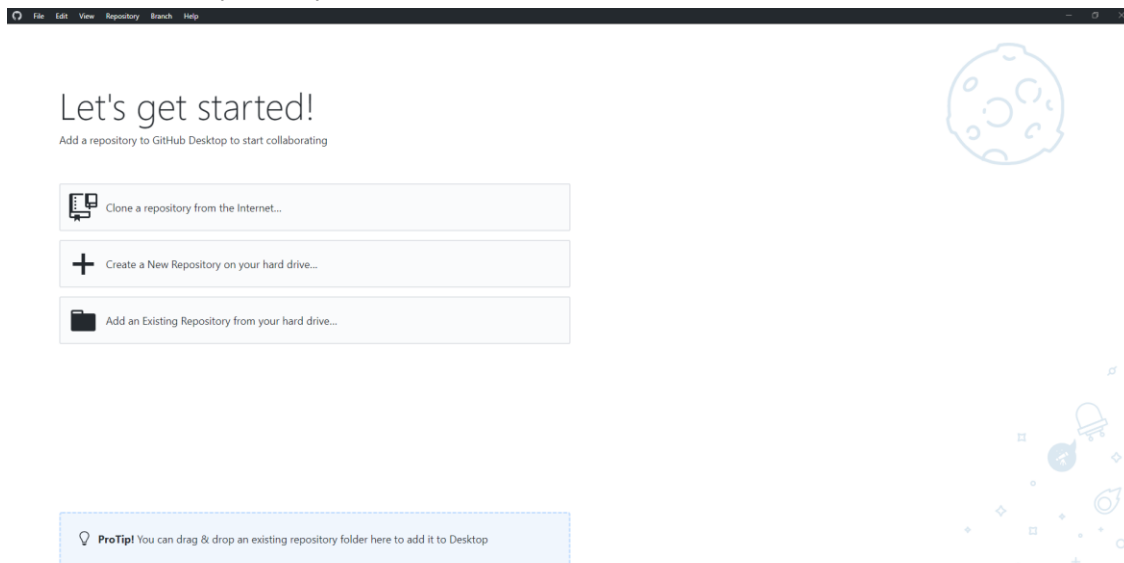 File Edit View Repository Branch Help
Let's get started!
Add a repository to GitHub Desktop to start collaborating
Clone a repository from the Internet...
Create a New Repository on your hard drive...
Add an Existing Repository from your hard drive...
ProTip! You can drag & drop an existing repository folder here to add it to Desktop